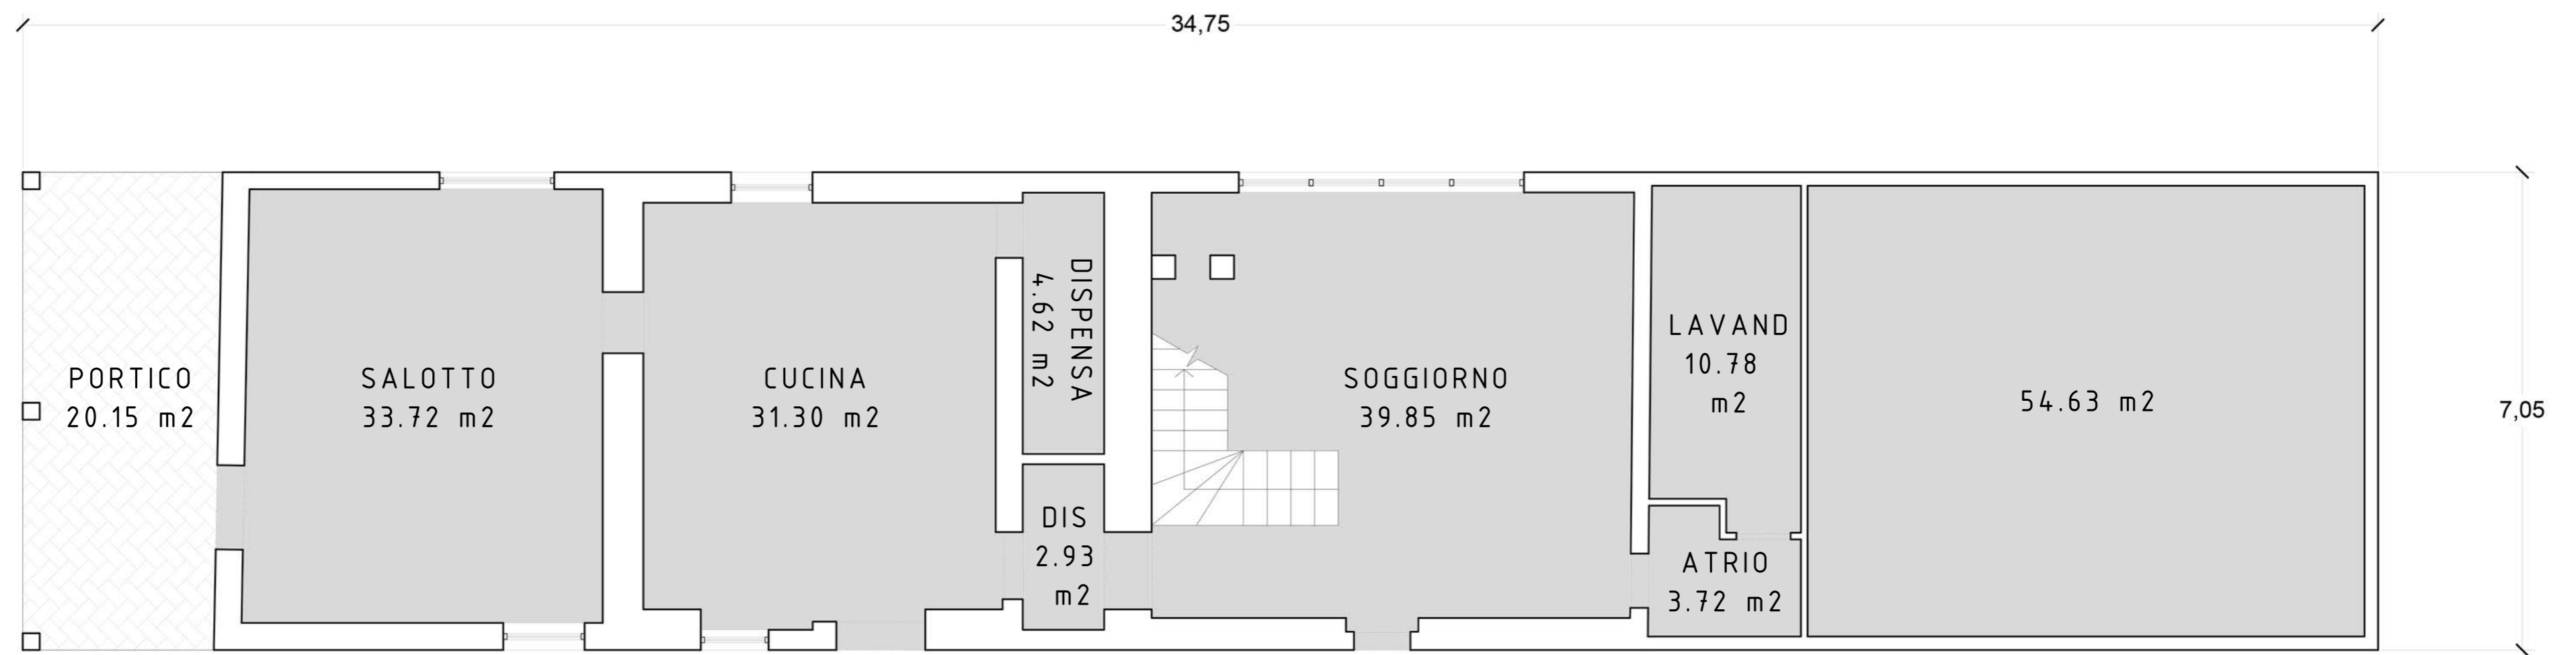 34,75
PORTICO
20.15 m2
SALOTTO
33.72 m2
CUCINA
31.30 m2
DISPENSA
4.62 m2
DIS
2.93
m2
SOGGIORNO
39.85 m2
LAVAND
10.78
m2
ATRIO
3.72 m2
54.63 m2
7,05